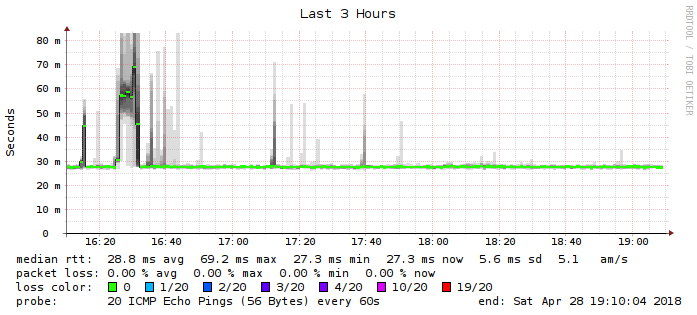 Last 3 Hours
RRDTOOL / TOBI OETIKER
Seconds
80 m
70 m
60 m
50 m
40 m
30 m
20 m
10 m
0
16:20 16:40 17:00 17:20 17:40 18:00 18:20 18:40 19:00
median rtt: 28.8 ms avg 69.2 ms max 27.3 ms min 27.3 ms now 5.6 ms sd 5.1 am/s
packet loss: 0.00 % avg 0.00 % max 0.00 % min 0.00 % now
loss color: 0 1/20 2/20 3/20 4/20 10/20 19/20
probe: 20 ICMP Echo Pings (56 Bytes) every 60s end: Sat Apr 28 19:10:04 2018